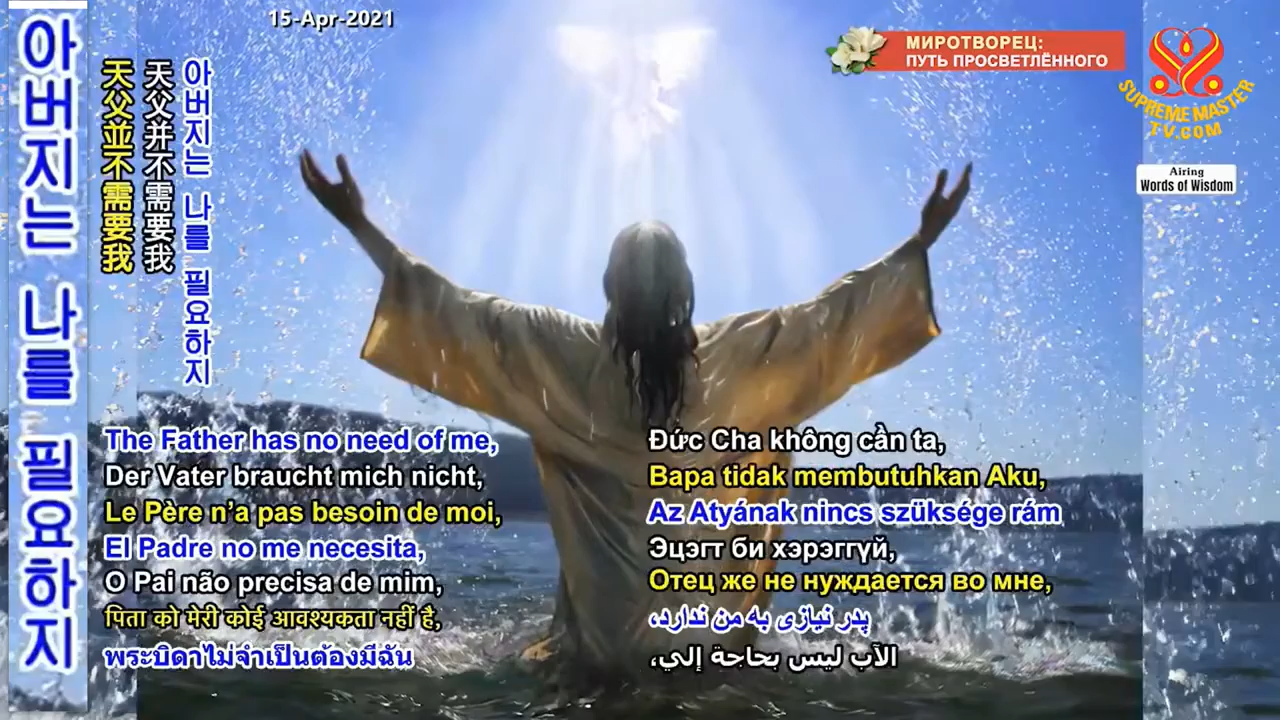 15-Apr-2021
아버지는 나를 필요하지
天父並不需要我
天父并不需要我
아버지는 나를 필요하지
МИРОТВОРЕЦ:
ПУТЬ ПРОСВЕТЛЁННОГО
SUPREME MASTER
TV.COM
Airing
Words of Wisdom
The Father has no need of me,
Der Vater braucht mich nicht,
Le Père n'a pas besoin de moi,
El Padre no me necesita,
O Pai não precisa de mim,
पिता को मेरी कोई आवश्यकता नहीं है,
พระบิดาไม่จำเป็นต้องมีฉัน
Đức Cha không cần ta,
Bapa tidak membutuhkan Aku,
Az Atyának nincs szüksége rám
Эцэгт би хэрэггүй,
Отец же не нуждается во мне,
پدر نیازی به من ندارد،
الآب ليس بحاجة إلي،